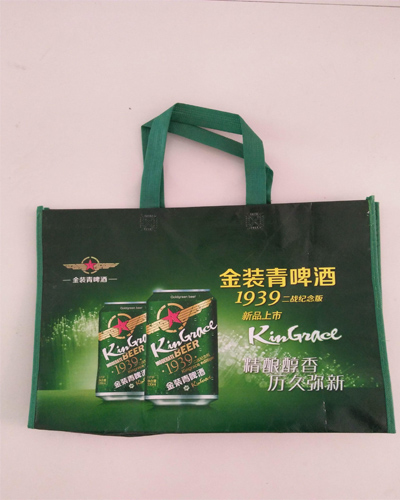 金装青啤酒
金装青啤酒
1939 二战纪念版
新品上市
KinGrace
精酿醇香
历久弥新
Goldgreen beer
KinGrace
BEER
1939
金装青啤酒
KinGrace
BEER
1939
金装青啤酒